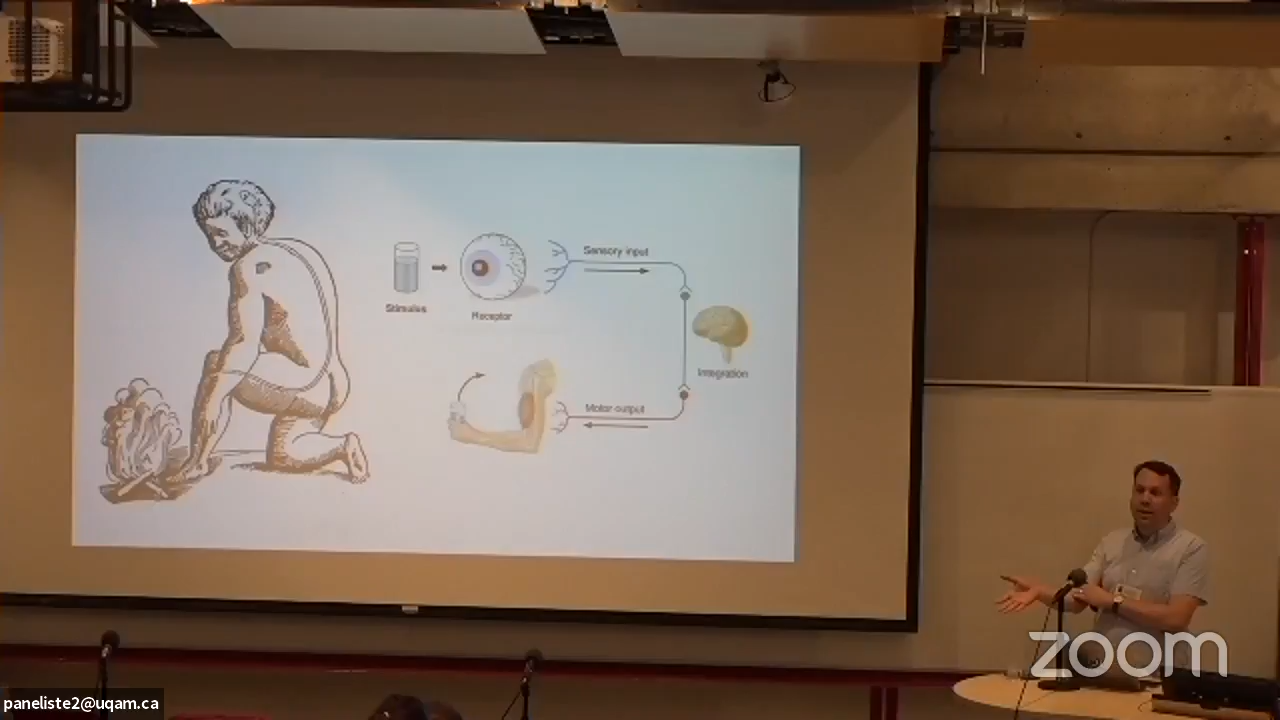 Sensory input
Stimulus
Receptor
Integration
Motor output
zoom
paneliste2@uqam.ca